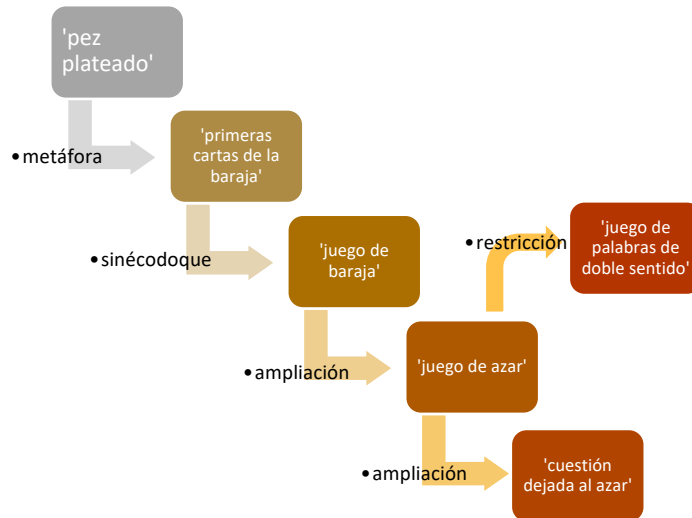 'pez
plateado'
•metáfora
'primeras
cartas de la
baraja'
•sinécodoque
'juego de
baraja'
•restricción
'juego de
palabras de
doble sentido'
•ampliación
'juego de azar'
•ampliación
'cuestión
dejada al azar'